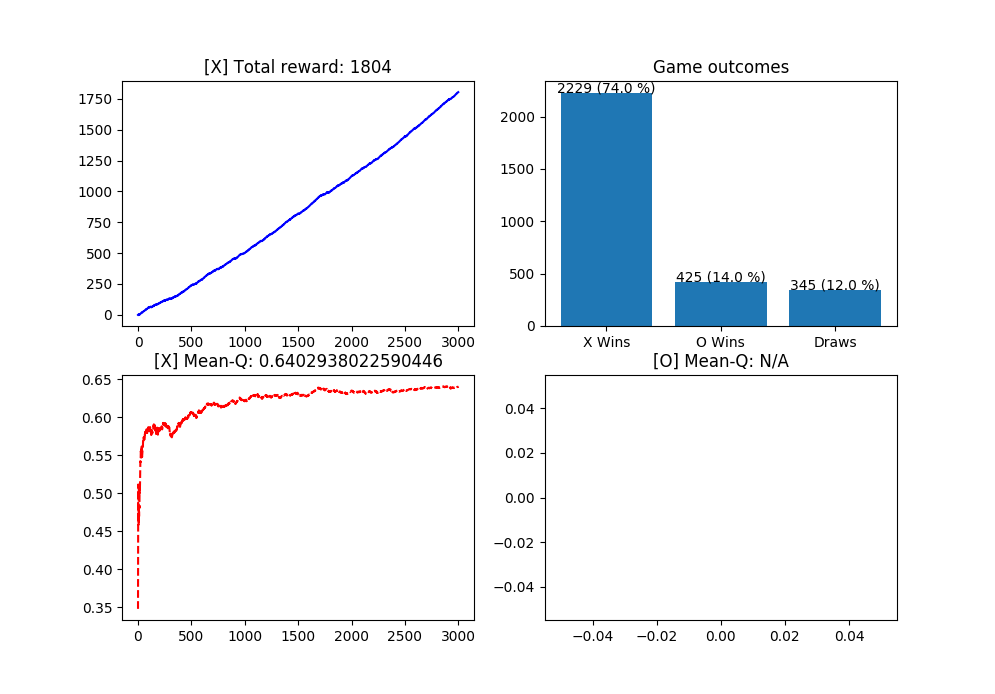 [X] Total reward: 1804
1750
1500
1250
1000
750
500
250
0
0 500 1000 1500 2000 2500 3000
Game outcomes
2229 (74.0 %)
425 (14.0 %)
345 (12.0 %)
2000
1500
1000
500
0
X Wins O Wins Draws
[X] Mean-Q: 0.6402938022590446
0.65
0.60
0.55
0.50
0.45
0.40
0.35
0 500 1000 1500 2000 2500 3000
[O] Mean-Q: N/A
0.04
0.02
0.00
−0.02
−0.04
−0.04 −0.02 0.00 0.02 0.04